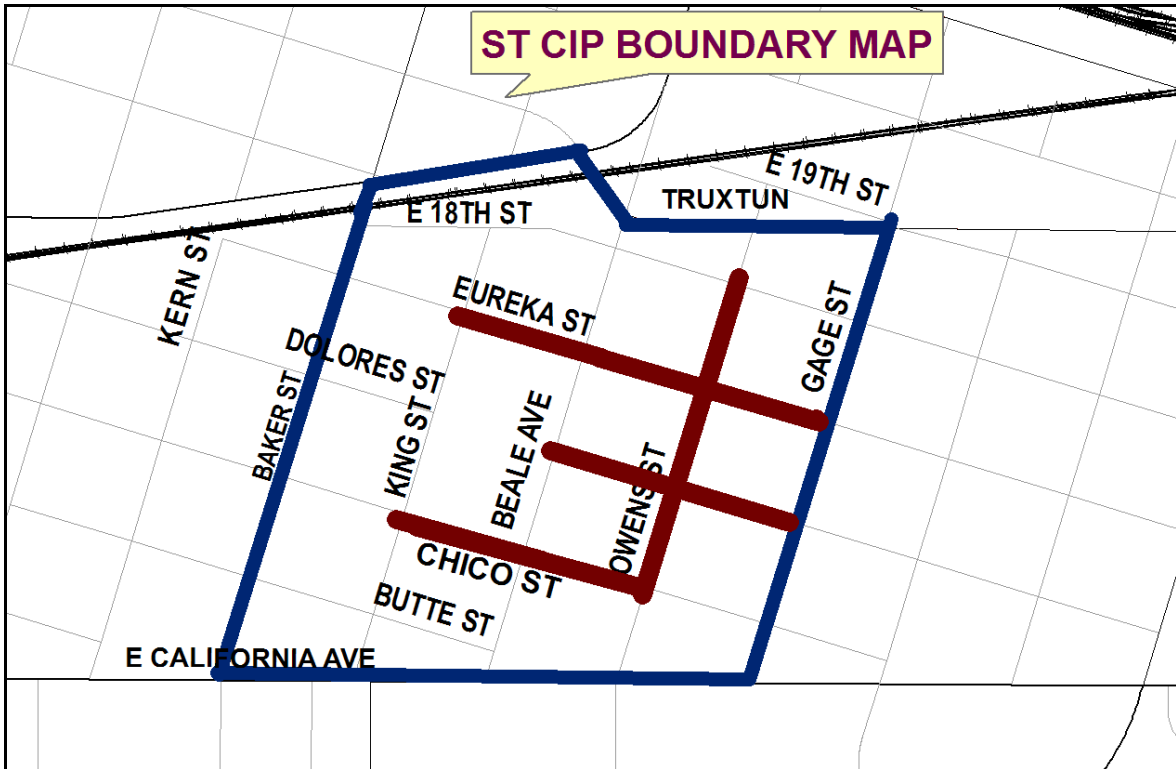 ST CIP BOUNDARY MAP
E 19TH ST
TRUXTUN
E 18TH ST
KERN ST
EUREKA ST
GAGE ST
DOLORES ST
BAKER ST
KING ST
BEALE AVE
OWENS ST
CHICO ST
BUTTE ST
E CALIFORNIA AVE